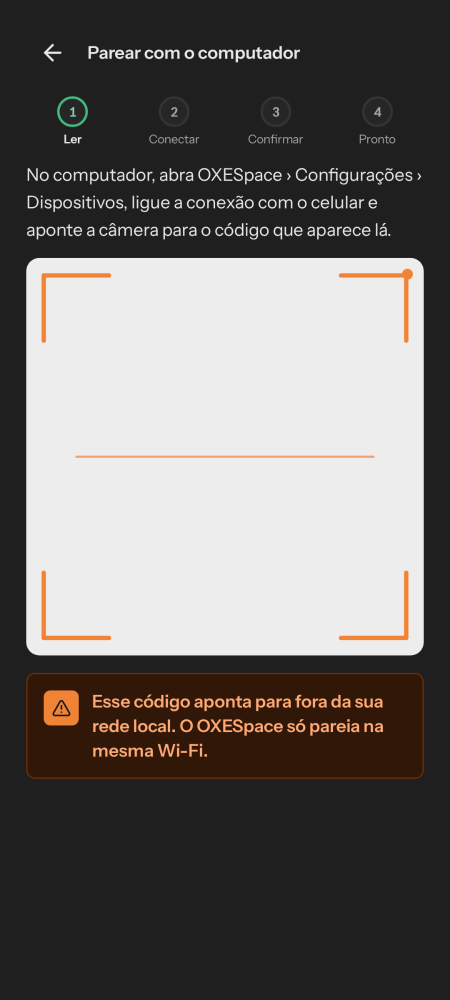 Parear com o computador
1 2 3 4
Ler Conectar Confirmar Pronto
No computador, abra OXESpace › Configurações ›
Dispositivos, ligue a conexão com o celular e
aponte a câmera para o código que aparece lá.
Esse código aponta para fora da sua
rede local. O OXESpace só pareia na
mesma Wi-Fi.